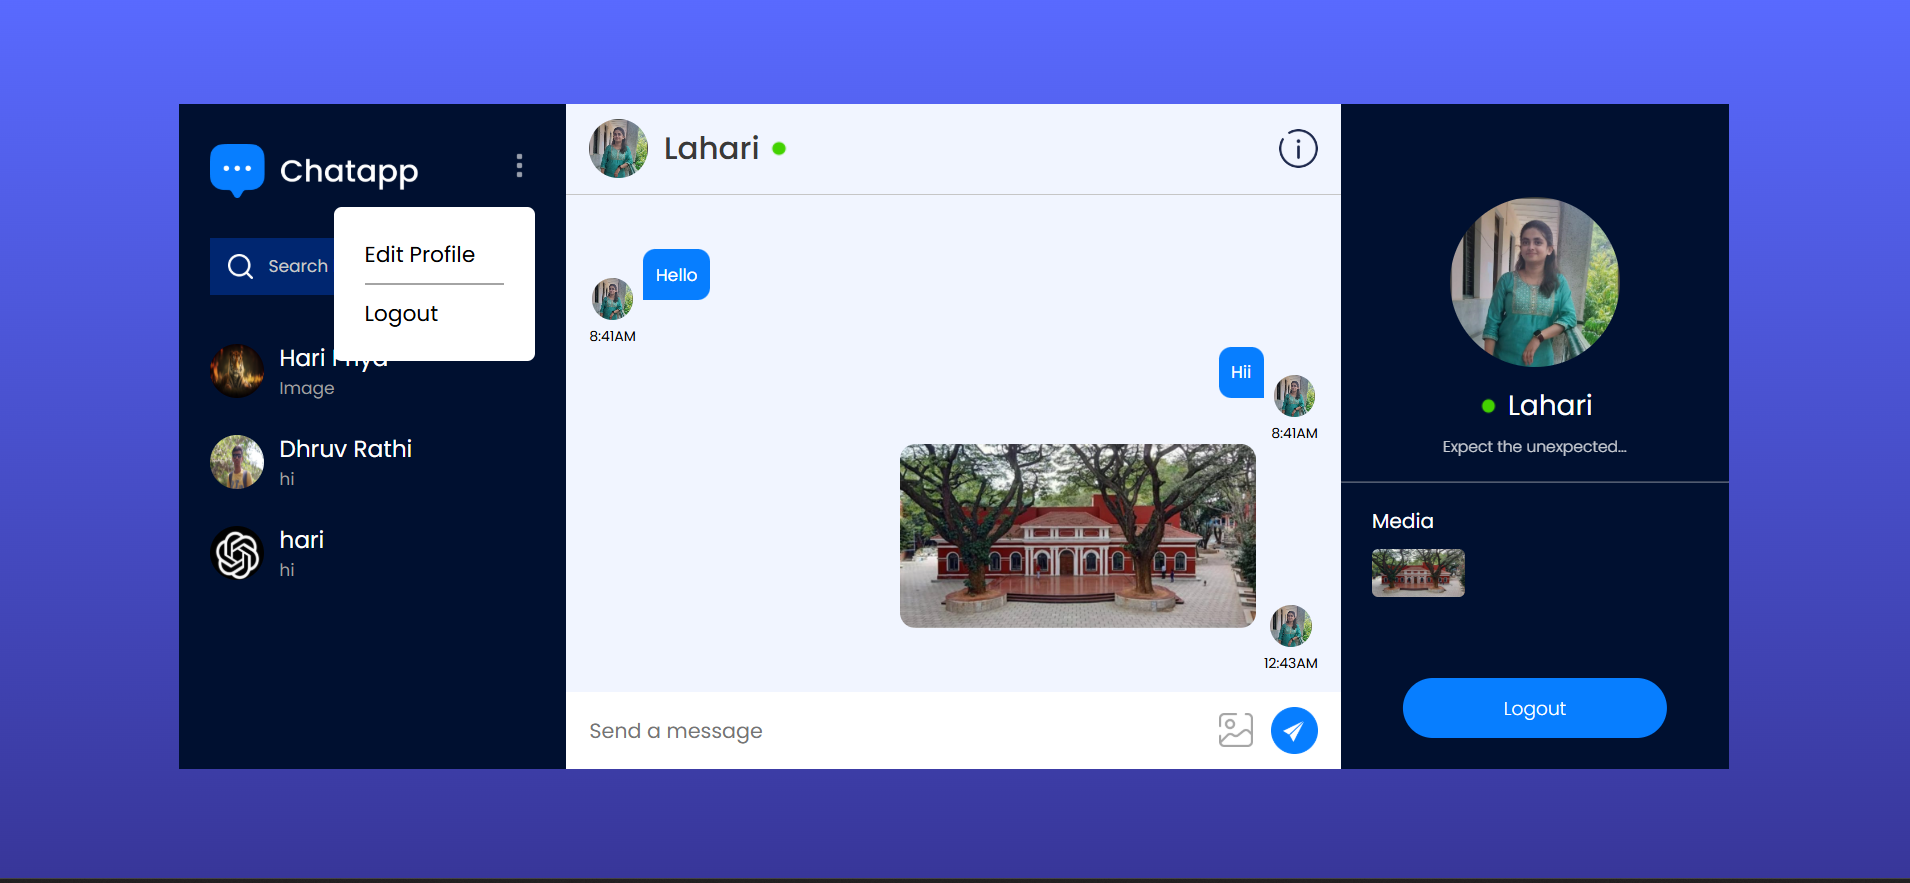 Chatapp
Edit Profile
Logout
Search
Hari Priya
Image
Dhruv Rathi
hi
hari
hi
Lahari
Hello
8:41AM
Hii
8:41AM
12:43AM
Send a message
Lahari
Expect the unexpected...
Media
Logout